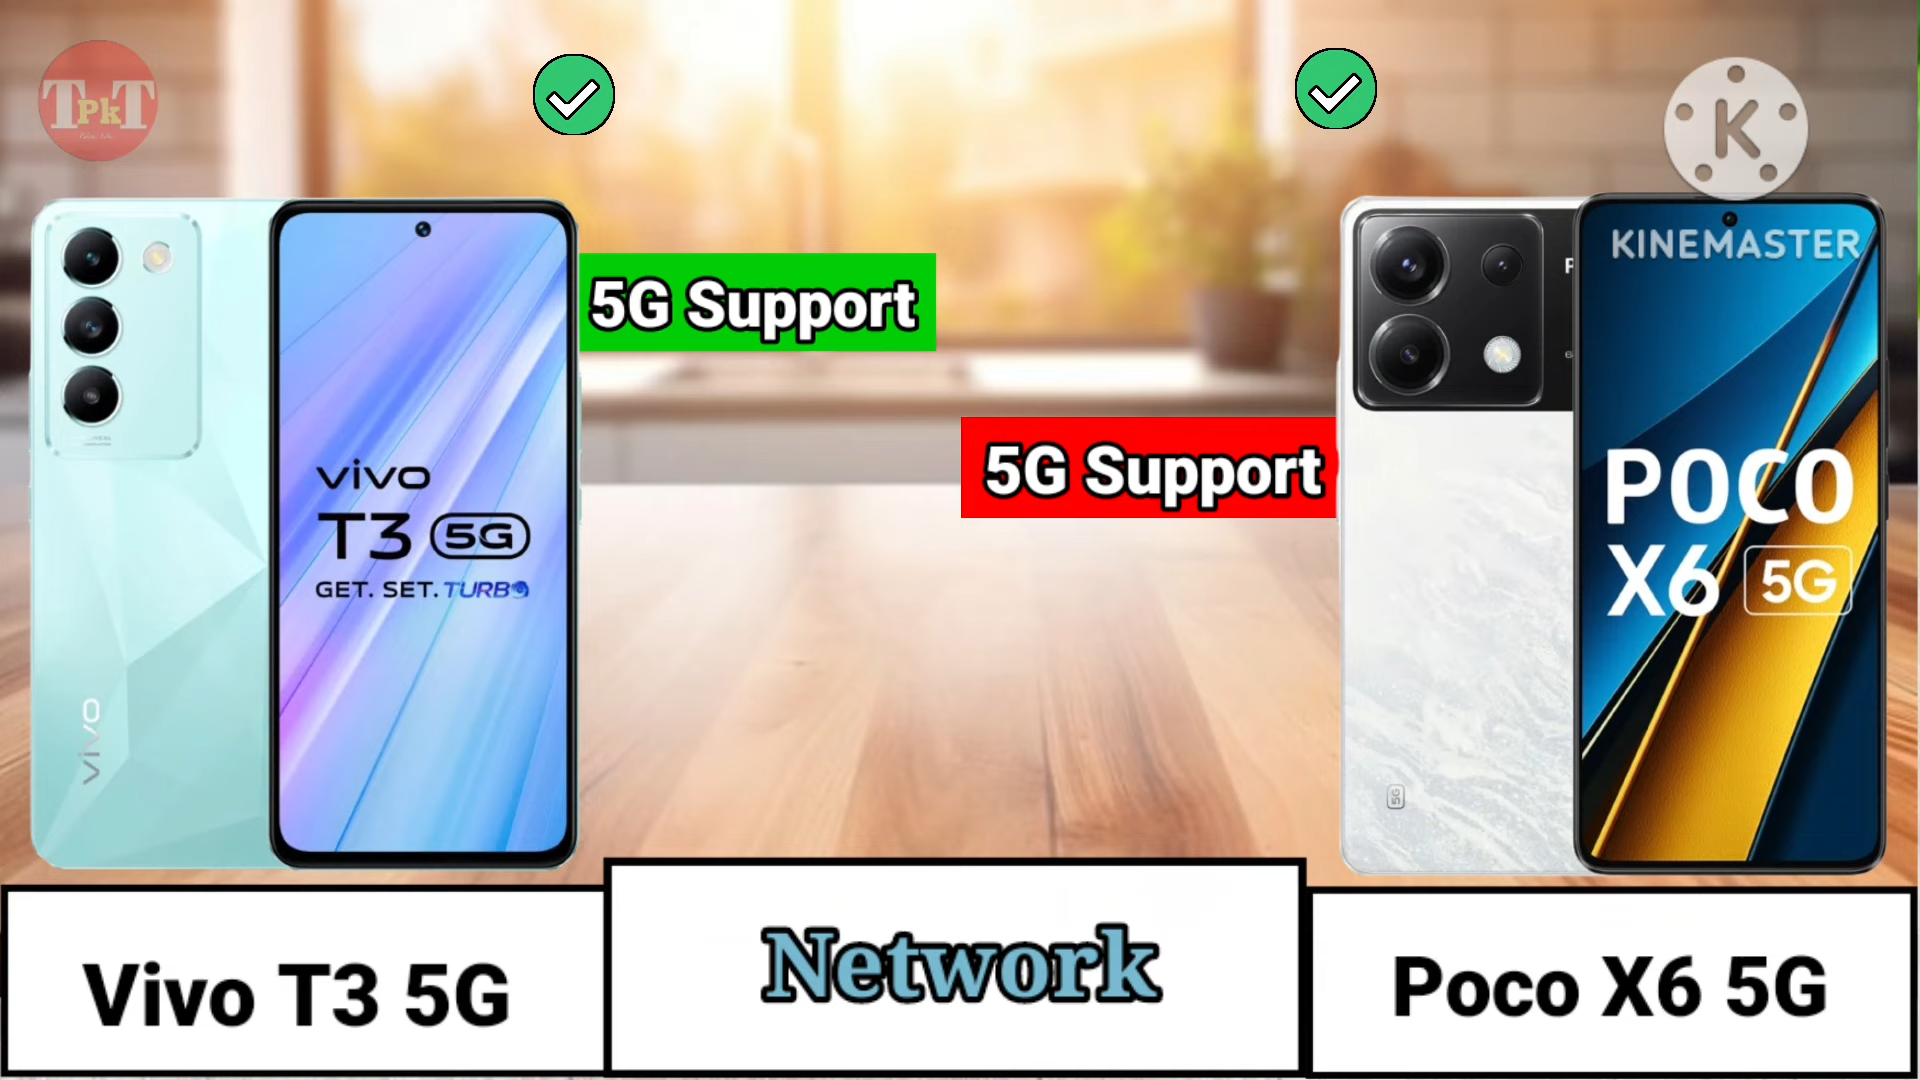 TPkT
5G Support
5G Support
KINEMASTER
K
vivo
T3 5G
GET. SET. TURBO
vivo
POCO
X6 5G
5G
Vivo T3 5G
Network
Poco X6 5G